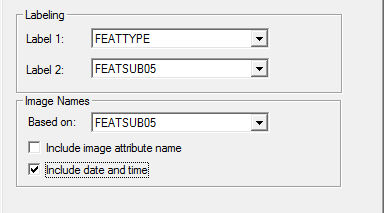 Labeling
Label 1: FEATTYPE
Label 2: FEATSUB05
Image Names
Based on: FEATSUB05
Include image attribute name
Include date and time